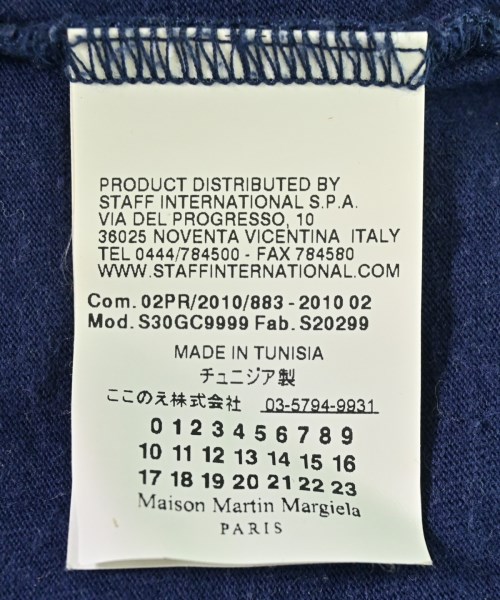 PRODUCT DISTRIBUTED BY
STAFF INTERNATIONAL S.P.A.
VIA DEL PROGRESSO, 10
36025 NOVENTA VICENTINA ITALY
TEL 0444/784500 - FAX 784580
WWW.STAFFINTERNATIONAL.COM
Com. 02PR/2010/883 - 2010 02
Mod. S30GC9999 Fab. S20299
MADE IN TUNISIA
チュニジア製
ここのえ株式会社 03-5794-9931
0 1 2 3 4 5 6 7 8 9
10 11 12 13 14 15 16
17 18 19 20 21 22 23
Maison Martin Margiela
PARIS